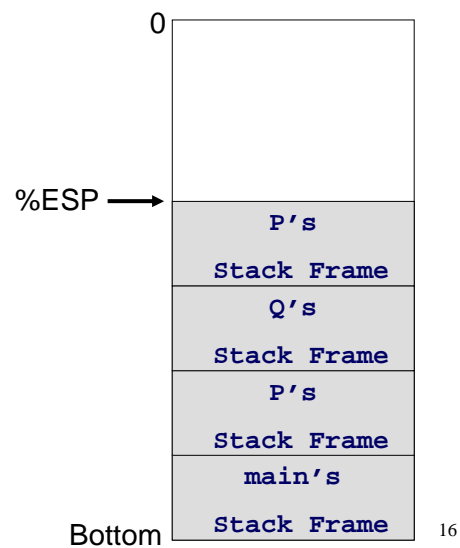 0
%ESP
P’s
Stack Frame
Q’s
Stack Frame
P’s
Stack Frame
main’s
Stack Frame
Bottom
16